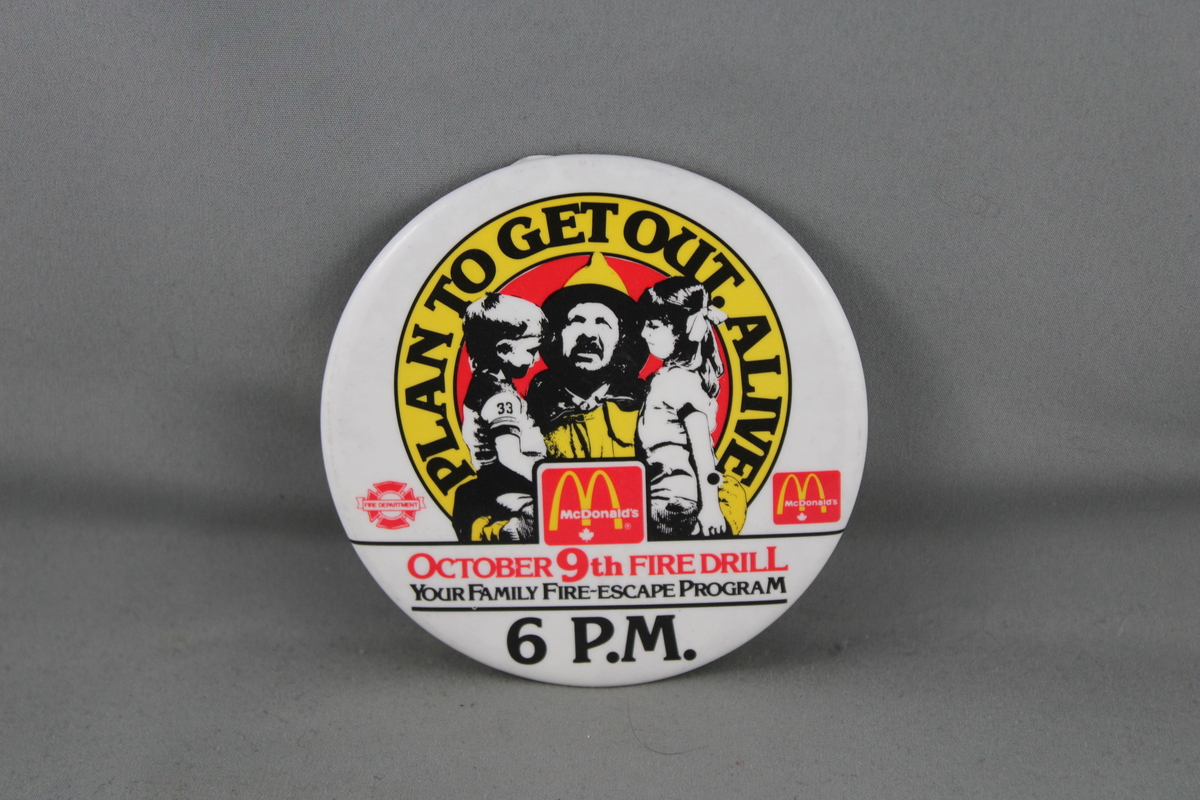 PLAN TO GET OUT. ALIVE
33
FIRE DEPARTMENT
McDonald's®
McDonald's
OCTOBER 9th FIRE DRILL
YOUR FAMILY FIRE-ESCAPE PROGRAM
6 P.M.